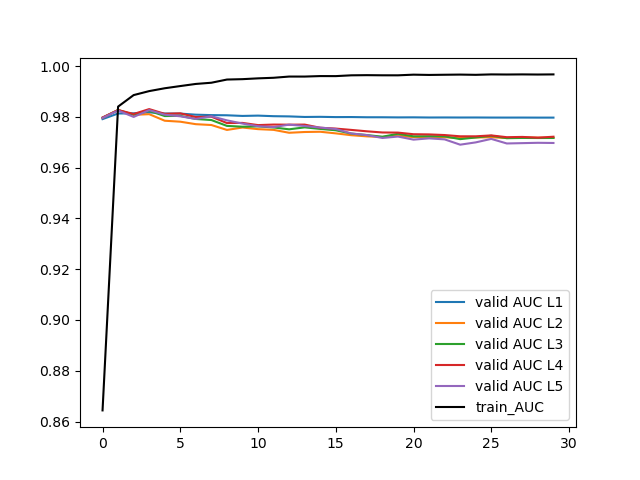 1.00
0.98
0.96
0.94
0.92
0.90
0.88
0.86
0 5 10 15 20 25 30
valid AUC L1
valid AUC L2
valid AUC L3
valid AUC L4
valid AUC L5
train_AUC